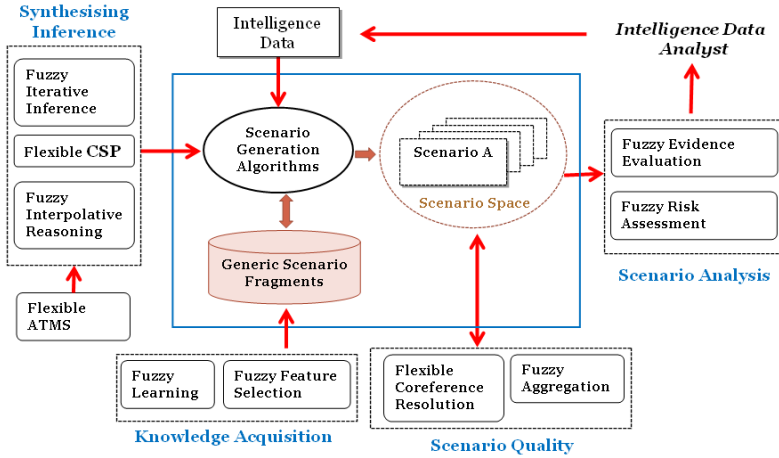 Synthesising
Inference
Fuzzy
Iterative
Inference
Flexible CSP
Fuzzy
Interpolative
Reasoning
Flexible
ATMS
Intelligence
Data
Intelligence Data
Analyst
Scenario
Generation
Algorithms
Scenario A
Scenario Space
Generic Scenario
Fragments
Fuzzy Evidence
Evaluation
Fuzzy Risk
Assessment
Scenario Analysis
Fuzzy
Learning
Fuzzy Feature
Selection
Knowledge Acquisition
Flexible
Coreference
Resolution
Fuzzy
Aggregation
Scenario Quality